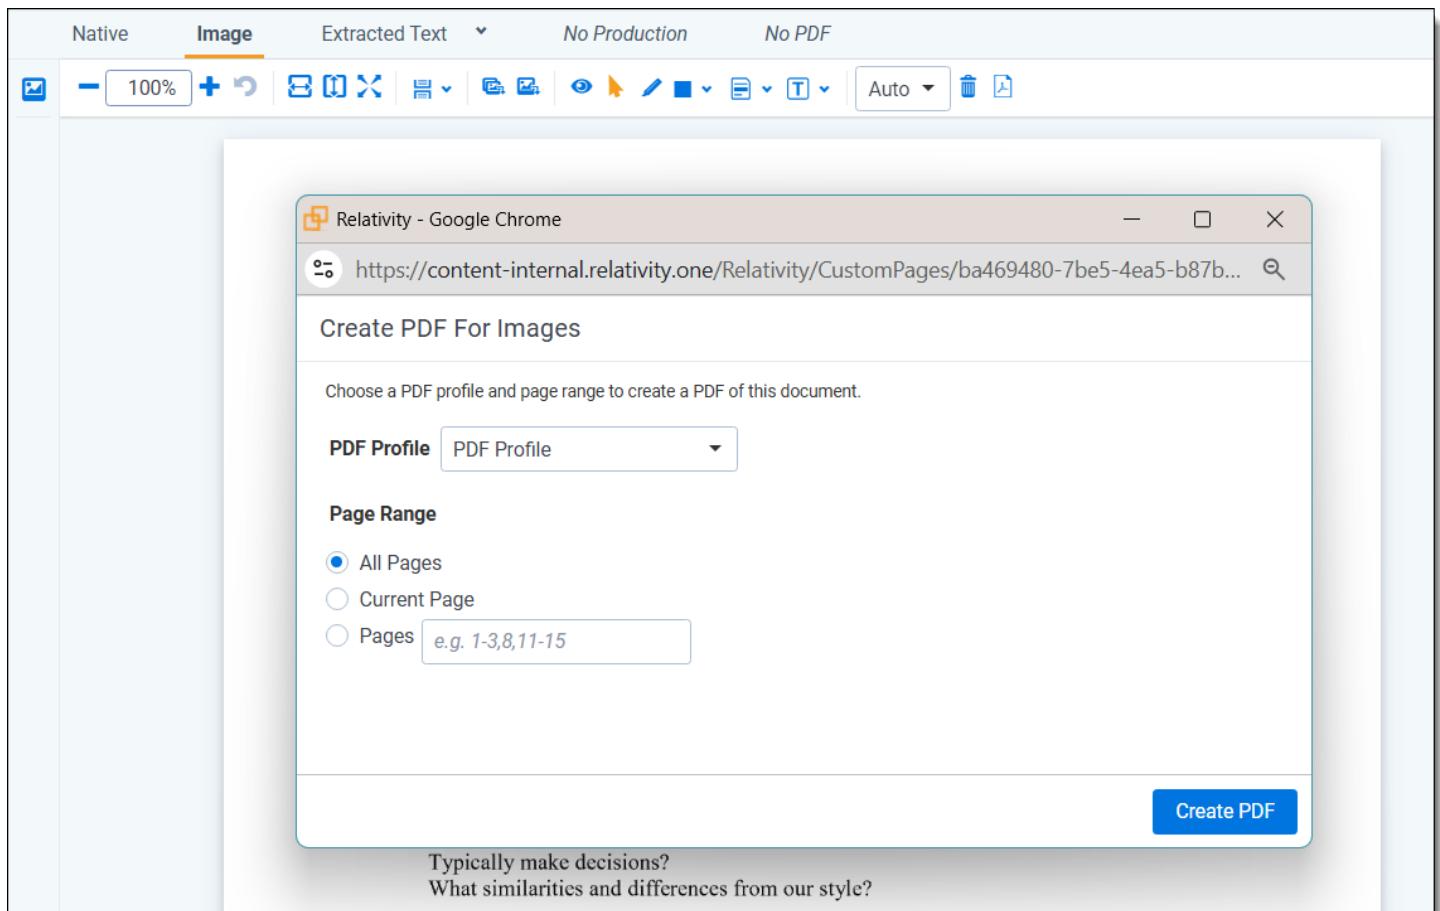 Native Image Extracted Text No Production No PDF
100% T Auto
Relativity - Google Chrome
https://content-internal.relativity.one/Relativity/CustomPages/ba469480-7be5-4ea5-b87b...
Create PDF For Images
Choose a PDF profile and page range to create a PDF of this document.
PDF Profile PDF Profile
Page Range
All Pages
Current Page
Pages e.g. 1-3,8,11-15
Create PDF
Typically make decisions?
What similarities and differences from our style?